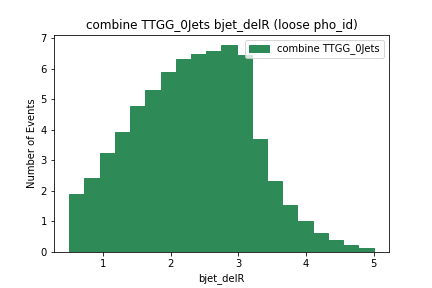 combine TTGG_0Jets bjet_delR (loose pho_id)
combine TTGG_0Jets
Number of Events
7
6
5
4
3
2
1
0
1 2 3 4 5
bjet_delR